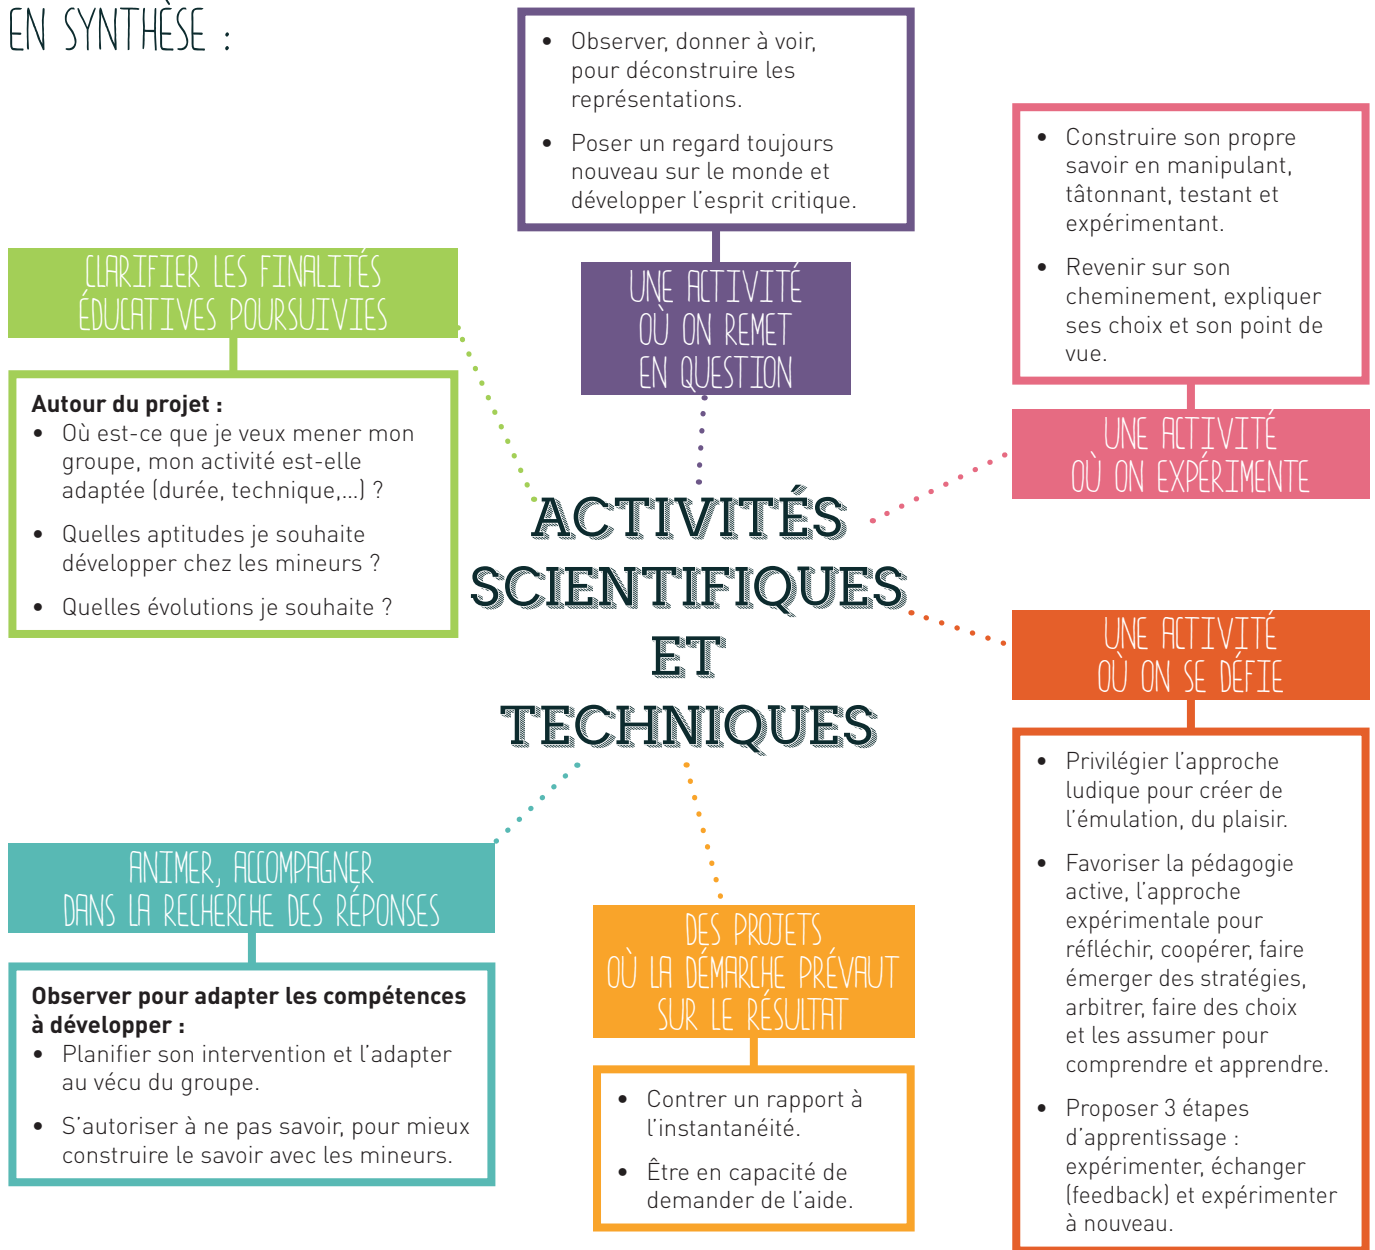 EN SYNTHÈSE :
• Observer, donner à voir,
pour déconstruire les
représentations.
• Poser un regard toujours
nouveau sur le monde et
développer l'esprit critique.
UNE ACTIVITÉ
OÙ ON REMET
EN QUESTION
• Construire son propre
savoir en manipulant,
tâtonnant, testant et
expérimentant.
• Revenir sur son
cheminement, expliquer
ses choix et son point de
vue.
UNE ACTIVITÉ
OÙ ON EXPÉRIMENTE
CLARIFIER LES FINALITÉS
ÉDUCATIVES POURSUIVIES
Autour du projet :
• Où est-ce que je veux mener mon
groupe, mon activité est-elle
adaptée (durée, technique,...) ?
• Quelles aptitudes je souhaite
développer chez les mineurs ?
• Quelles évolutions je souhaite ?
ACTIVITÉS
SCIENTIFIQUES
ET
TECHNIQUES
UNE ACTIVITÉ
OÙ ON SE DÉFIE
• Privilégier l'approche
ludique pour créer de
l'émulation, du plaisir.
• Favoriser la pédagogie
active, l'approche
expérimentale pour
réfléchir, coopérer, faire
émerger des stratégies,
arbitrer, faire des choix
et les assumer pour
comprendre et apprendre.
• Proposer 3 étapes
d'apprentissage :
expérimenter, échanger
(feedback) et expérimenter
à nouveau.
ANIMER, ACCOMPAGNER
DANS LA RECHERCHE DES RÉPONSES
Observer pour adapter les compétences
à développer :
• Planifier son intervention et l'adapter
au vécu du groupe.
• S'autoriser à ne pas savoir, pour mieux
construire le savoir avec les mineurs.
DES PROJETS
OÙ LA DÉMARCHE PRÉVAUT
SUR LE RÉSULTAT
• Contrer un rapport à
l'instantanéité.
• Être en capacité de
demander de l'aide.